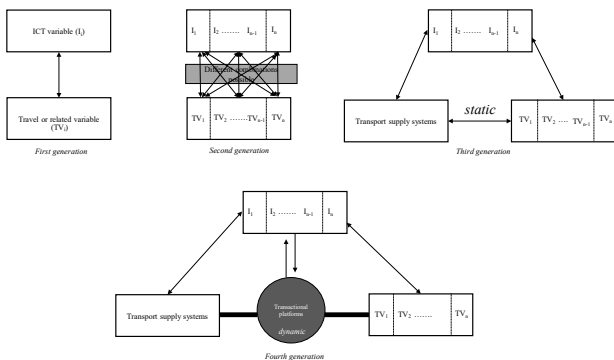 ICT variable (Ii)
Travel or related variable
(TVi)
First generation
I1 I2 ……. In-1 In
Different combinations
possible
TV1 TV2 …….TVn-1 TVn
Second generation
I1 I2 ……. In-1 In
Transport supply systems
static
TV1 TV2 …. TVn-1 TVn
Third generation
I1 I2 ……. In-1 In
Transport supply systems
Transactional
platforms
dynamic
TV1 TV2 ……. TVn
Fourth generation